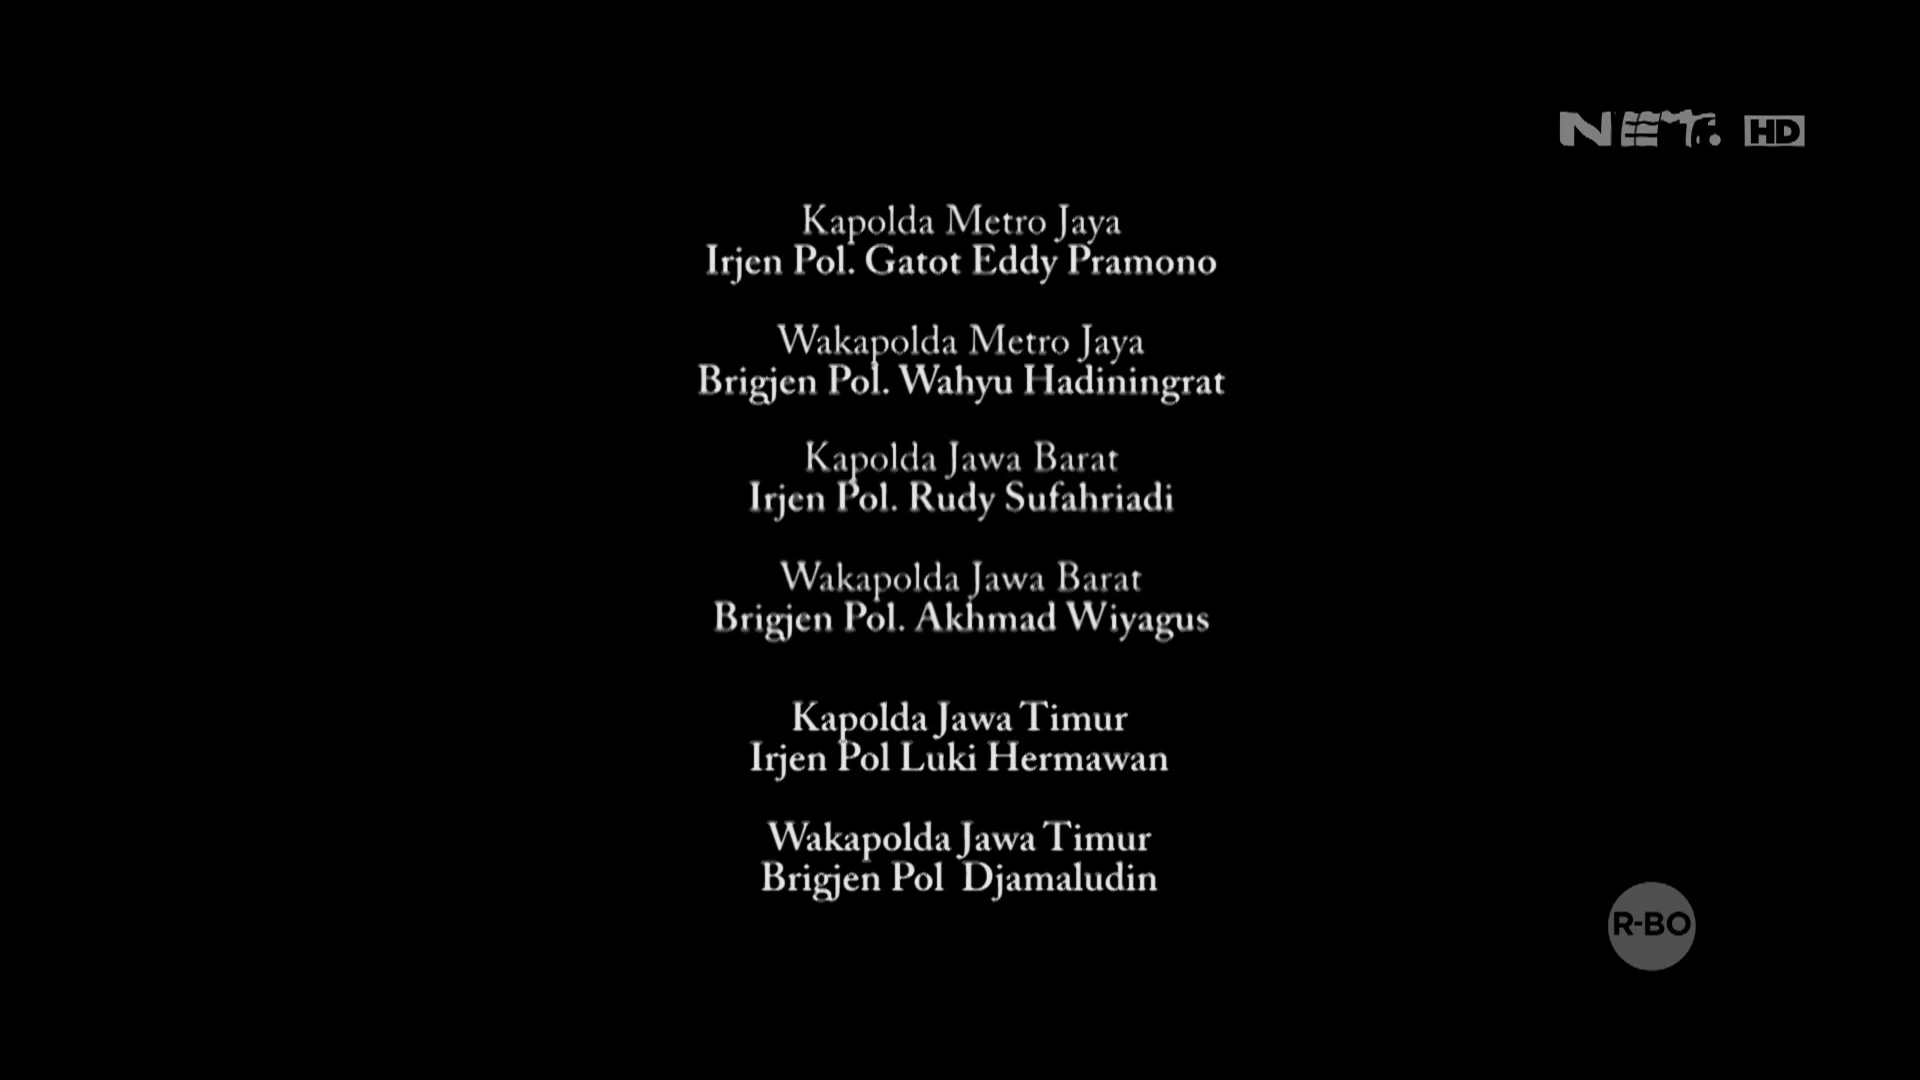 NET. HD
Kapolda Metro Jaya
Irjen Pol. Gatot Eddy Pramono
Wakapolda Metro Jaya
Brigjen Pol. Wahyu Hadiningrat
Kapolda Jawa Barat
Irjen Pol. Rudy Sufahriadi
Wakapolda Jawa Barat
Brigjen Pol. Akhmad Wiyagus
Kapolda Jawa Timur
Irjen Pol Luki Hermawan
Wakapolda Jawa Timur
Brigjen Pol Djamaludin
R-BO